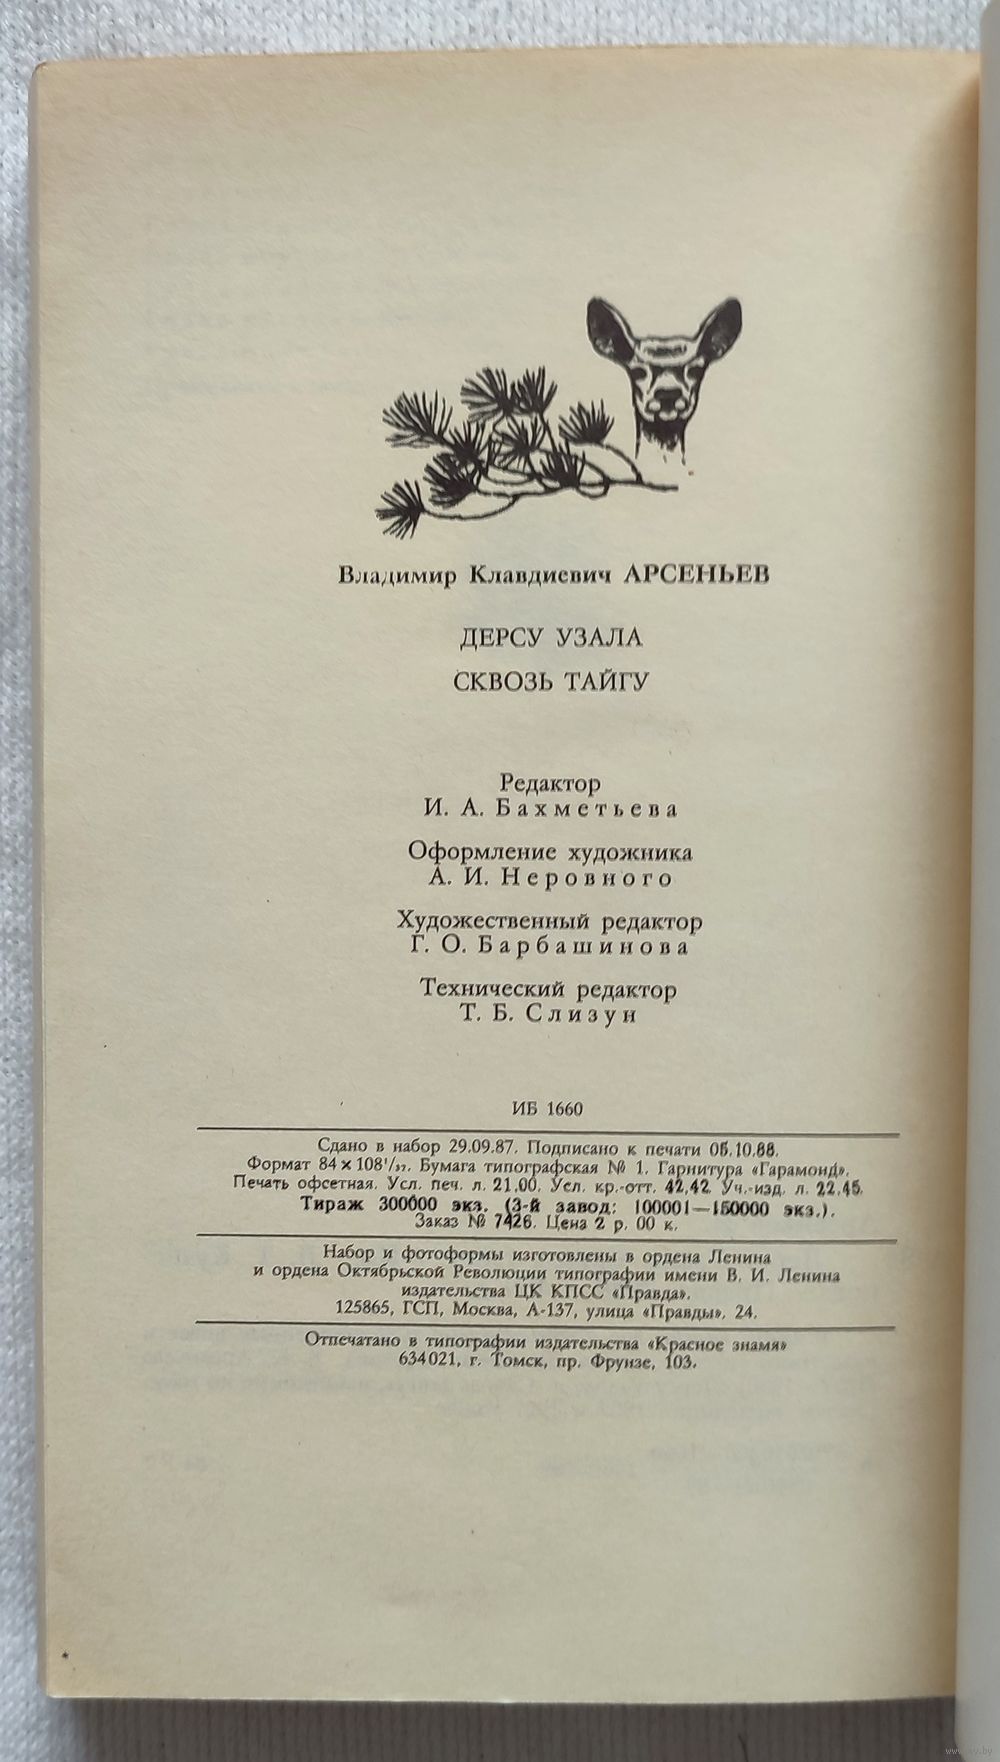 Владимир Клавдиевич АРСЕНЬЕВ
ДЕРСУ УЗАЛА
СКВОЗЬ ТАЙГУ
Редактор
И. А. Бахметьева
Оформление художника
А. И. Неровного
Художественный редактор
Г. О. Барбашинова
Технический редактор
Т. Б. Слизун
ИБ 1660
Сдано в набор 29.09.87. Подписано к печати 05.10.88.
Формат 84×108¹/₃₂. Бумага типографская № 1. Гарнитура «Гарамонд».
Печать офсетная. Усл. печ. л. 21,00. Усл. кр.-отт. 42,42. Уч.-изд. л. 22,45.
Тираж 300000 экз. (3-й завод: 100001—150000 экз.).
Заказ № 7426. Цена 2 р. 00 к.
Набор и фотоформы изготовлены в ордена Ленина
и ордена Октябрьской Революции типографии имени В. И. Ленина
издательства ЦК КПСС «Правда».
125865, ГСП, Москва, А-137, улица «Правды», 24.
Отпечатано в типографии издательства «Красное знамя»
634021, г. Томск, пр. Фрунзе, 103.